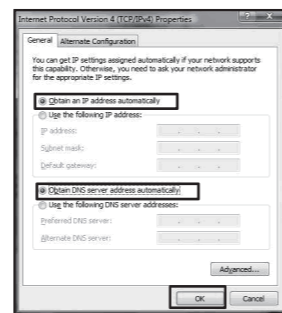 Internet Protocol Version 4 (TCP/IPv4) Properties
General Alternate Configuration
You can get IP settings assigned automatically if your network supports
this capability. Otherwise, you need to ask your network administrator
for the appropriate IP settings.
Obtain an IP address automatically
Use the following IP address:
IP address:
Subnet mask:
Default gateway:
Obtain DNS server address automatically
Use the following DNS server addresses:
Preferred DNS server:
Alternate DNS server:
Advanced...
OK Cancel